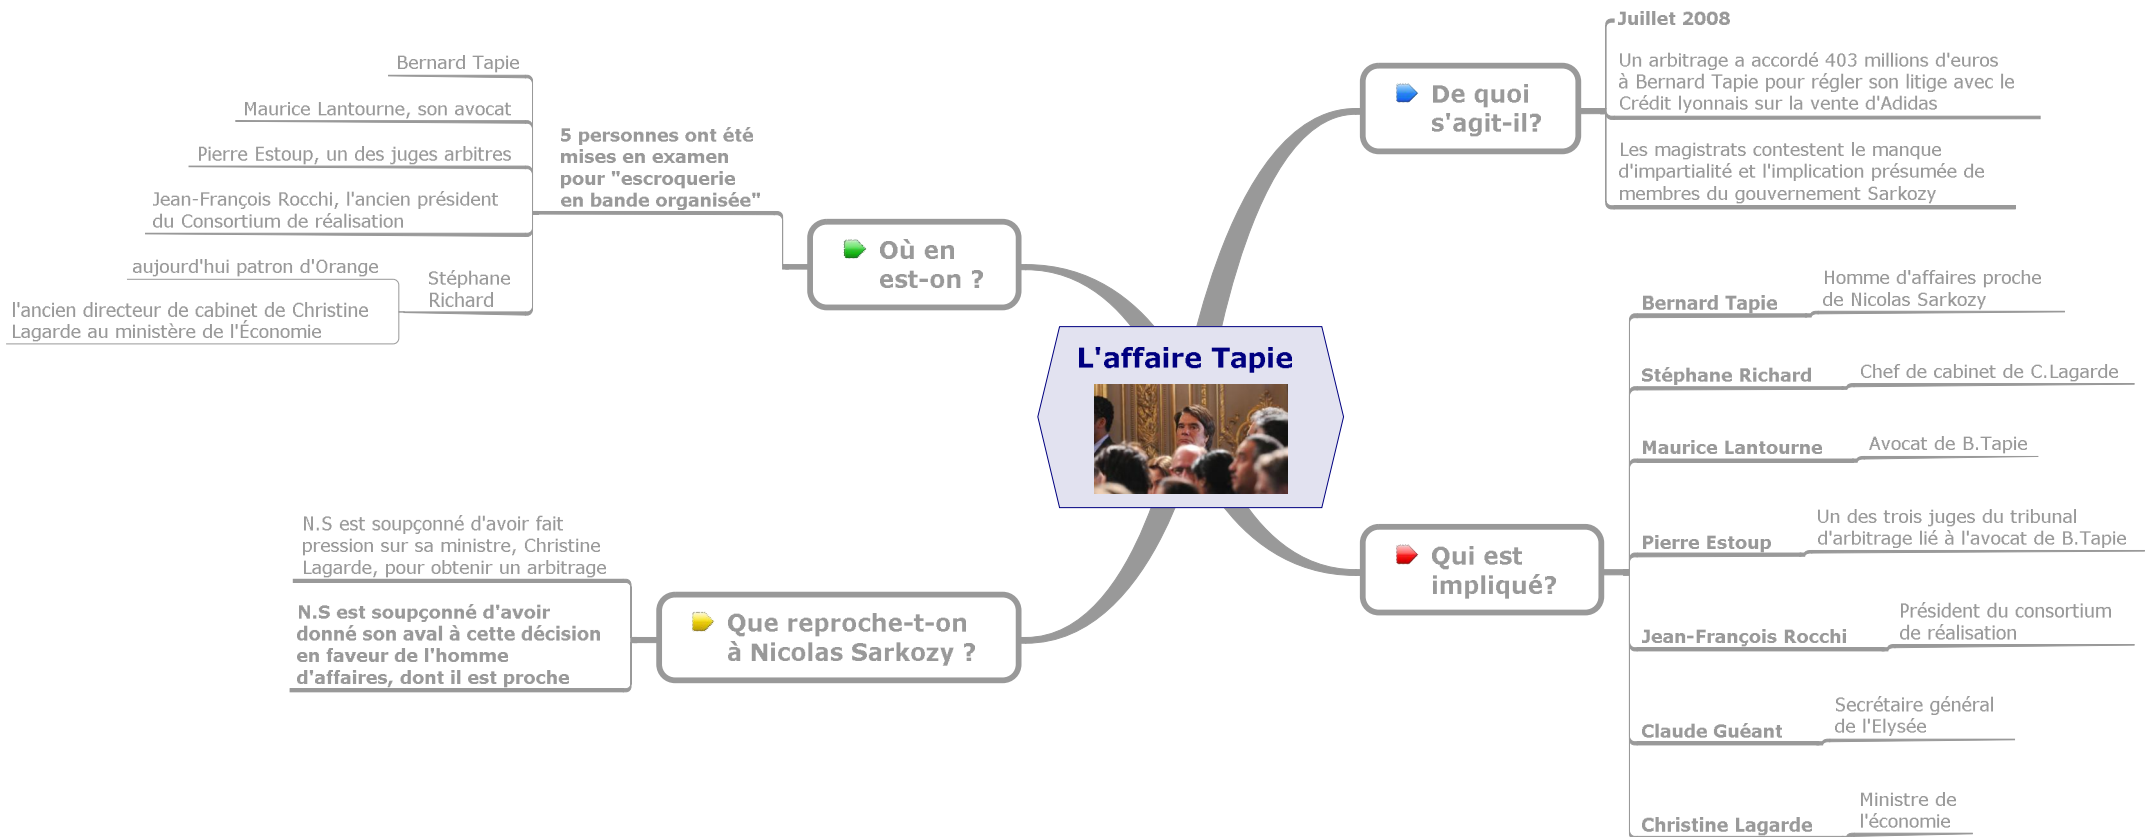 L'affaire Tapie
De quoi
s'agit-il?
Juillet 2008
Un arbitrage a accordé 403 millions d'euros
à Bernard Tapie pour régler son litige avec le
Crédit lyonnais sur la vente d'Adidas
Les magistrats contestent le manque
d'impartialité et l'implication présumée de
membres du gouvernement Sarkozy
Qui est
impliqué?
Bernard Tapie
Homme d'affaires proche
de Nicolas Sarkozy
Stéphane Richard
Chef de cabinet de C.Lagarde
Maurice Lantourne
Avocat de B.Tapie
Pierre Estoup
Un des trois juges du tribunal
d'arbitrage lié à l'avocat de B.Tapie
Jean-François Rocchi
Président du consortium
de réalisation
Claude Guéant
Secrétaire général
de l'Elysée
Christine Lagarde
Ministre de
l'économie
Où en
est-on ?
5 personnes ont été
mises en examen
pour "escroquerie
en bande organisée"
Bernard Tapie
Maurice Lantourne, son avocat
Pierre Estoup, un des juges arbitres
Jean-François Rocchi, l'ancien président
du Consortium de réalisation
Stéphane
Richard
aujourd'hui patron d'Orange
l'ancien directeur de cabinet de Christine
Lagarde au ministère de l'Économie
Que reproche-t-on
à Nicolas Sarkozy ?
N.S est soupçonné d'avoir fait
pression sur sa ministre, Christine
Lagarde, pour obtenir un arbitrage
N.S est soupçonné d'avoir
donné son aval à cette décision
en faveur de l'homme
d'affaires, dont il est proche